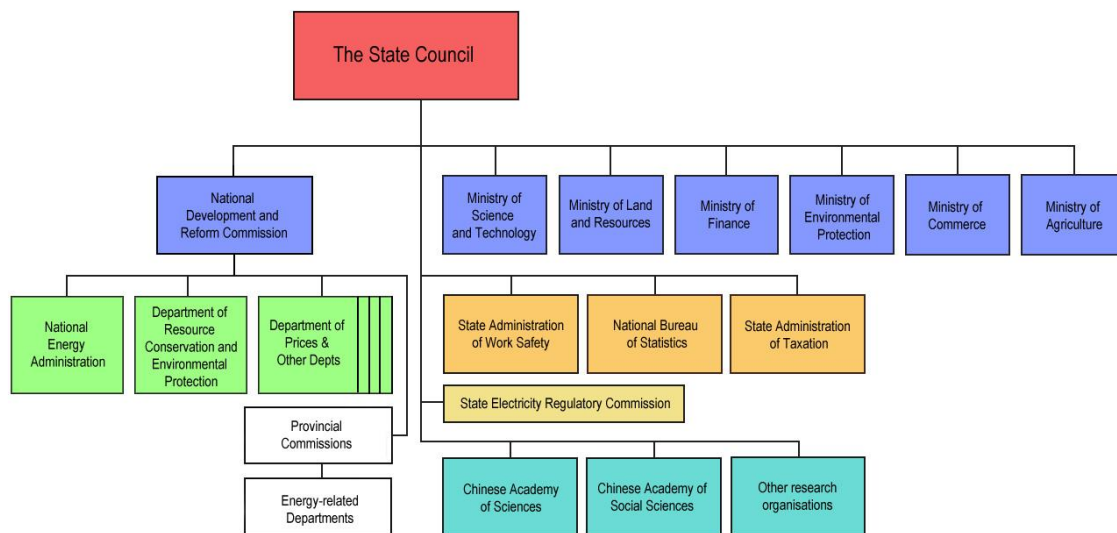 The State Council
National
Development and
Reform Commission
Ministry of
Science
and Technology
Ministry of Land
and Resources
Ministry of
Finance
Ministry of
Environmental
Protection
Ministry of
Commerce
Ministry of
Agriculture
National
Energy
Administration
Department of
Resource
Conservation and
Environmental
Protection
Department of
Prices &
Other Depts
State Administration
of Work Safety
National Bureau
of Statistics
State Administration
of Taxation
State Electricity Regulatory Commission
Provincial
Commissions
Energy-related
Departments
Chinese Academy
of Sciences
Chinese Academy of
Social Sciences
Other research
organisations